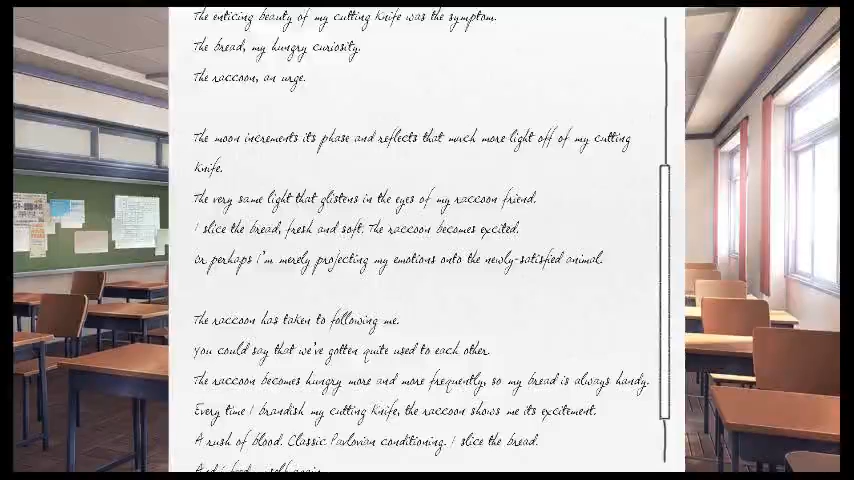 The enticing beauty of my cutting knife was the symptom.
The bread, my hungry curiosity.
The raccoon, an urge.
The moon increments its phase and reflects that much more light off of my cutting
knife.
The very same light that glistens in the eyes of my raccoon friend.
I slice the bread, fresh and soft. The raccoon becomes excited.
Or perhaps I'm merely projecting my emotions onto the newly-satisfied animal.
The raccoon has taken to following me.
You could say that we've gotten quite used to each other.
The raccoon becomes hungry more and more frequently, so my bread is always handy.
Every time I brandish my cutting knife, the raccoon shows me its excitement.
A rush of blood. Classic Pavlovian conditioning. I slice the bread.
And I feed myself again.